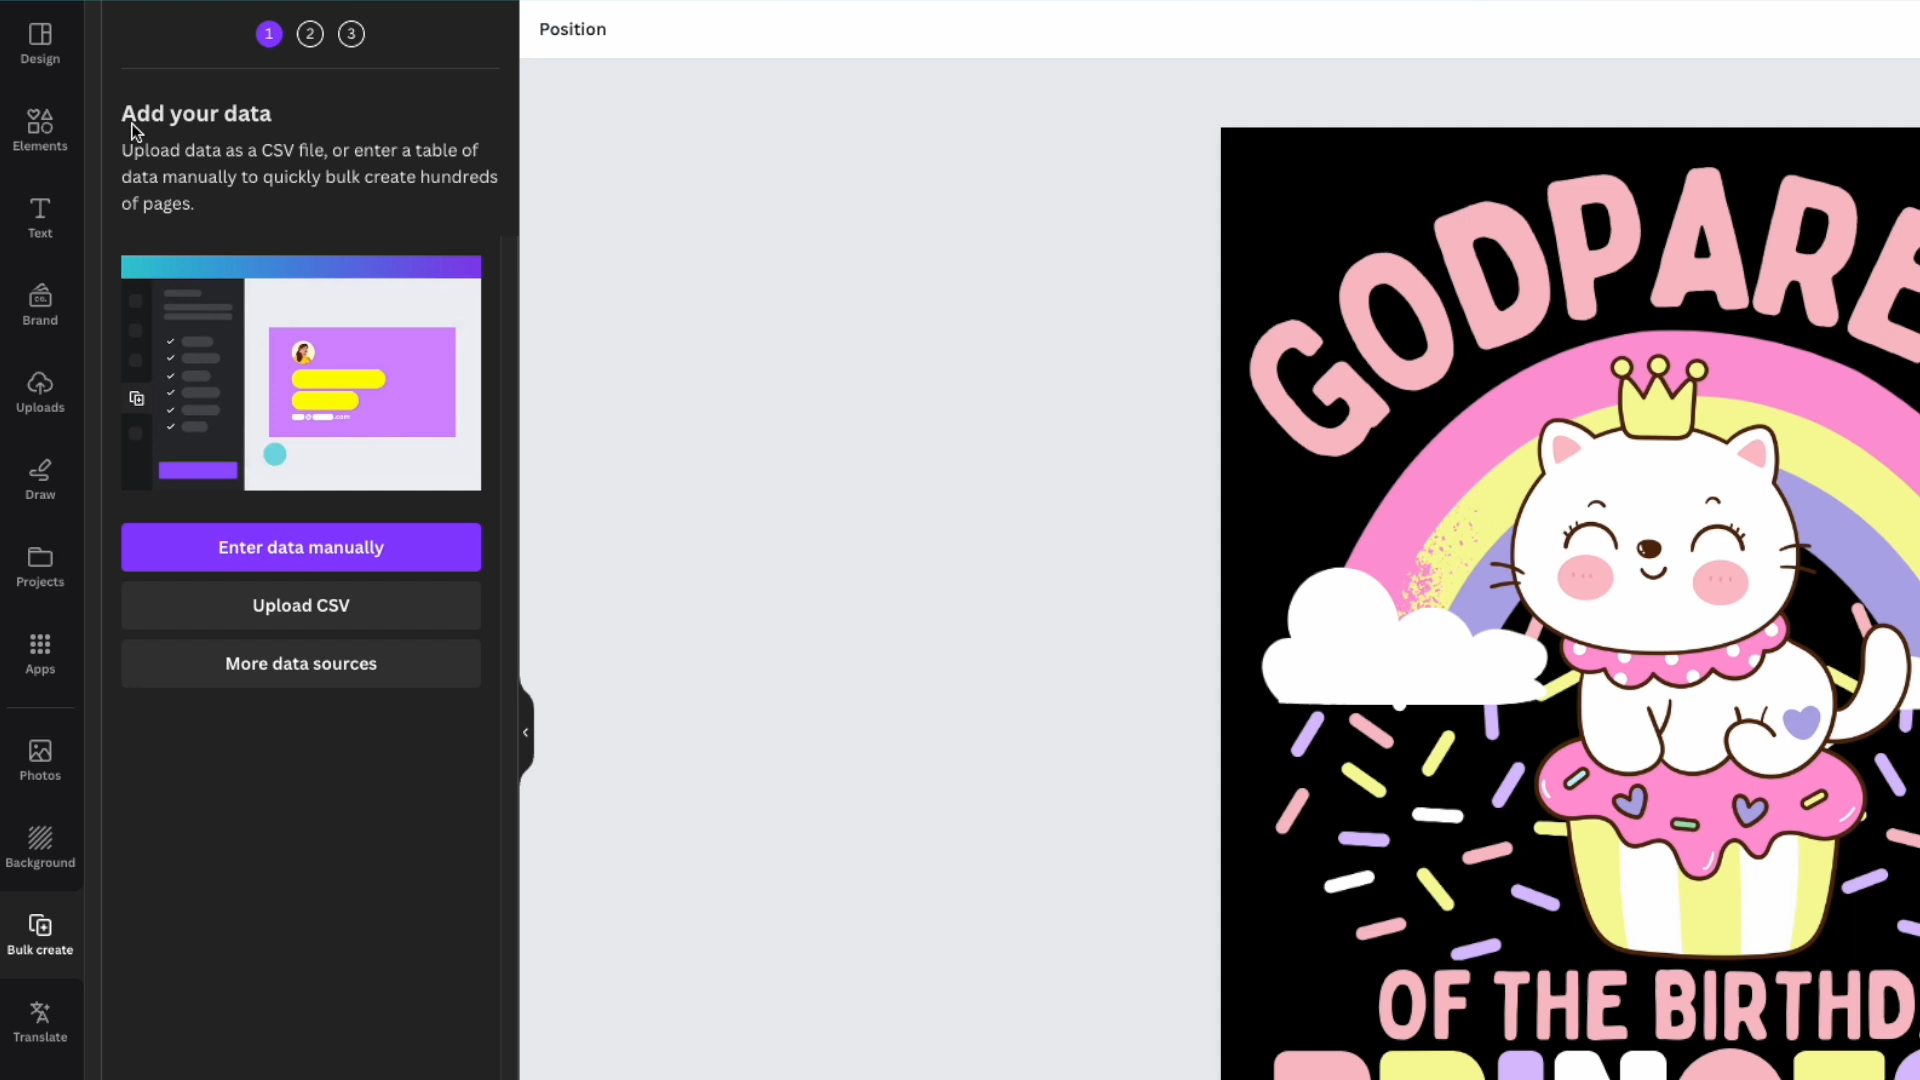 Design
Elements
Text
CO.
Brand
Uploads
Draw
Projects
Apps
Photos
Background
Bulk create
Translate
1 2 3
Add your data
Upload data as a CSV file, or enter a table of
data manually to quickly bulk create hundreds
of pages.
Enter data manually
Upload CSV
More data sources
Position
GODPARE
OF THE BIRTHD